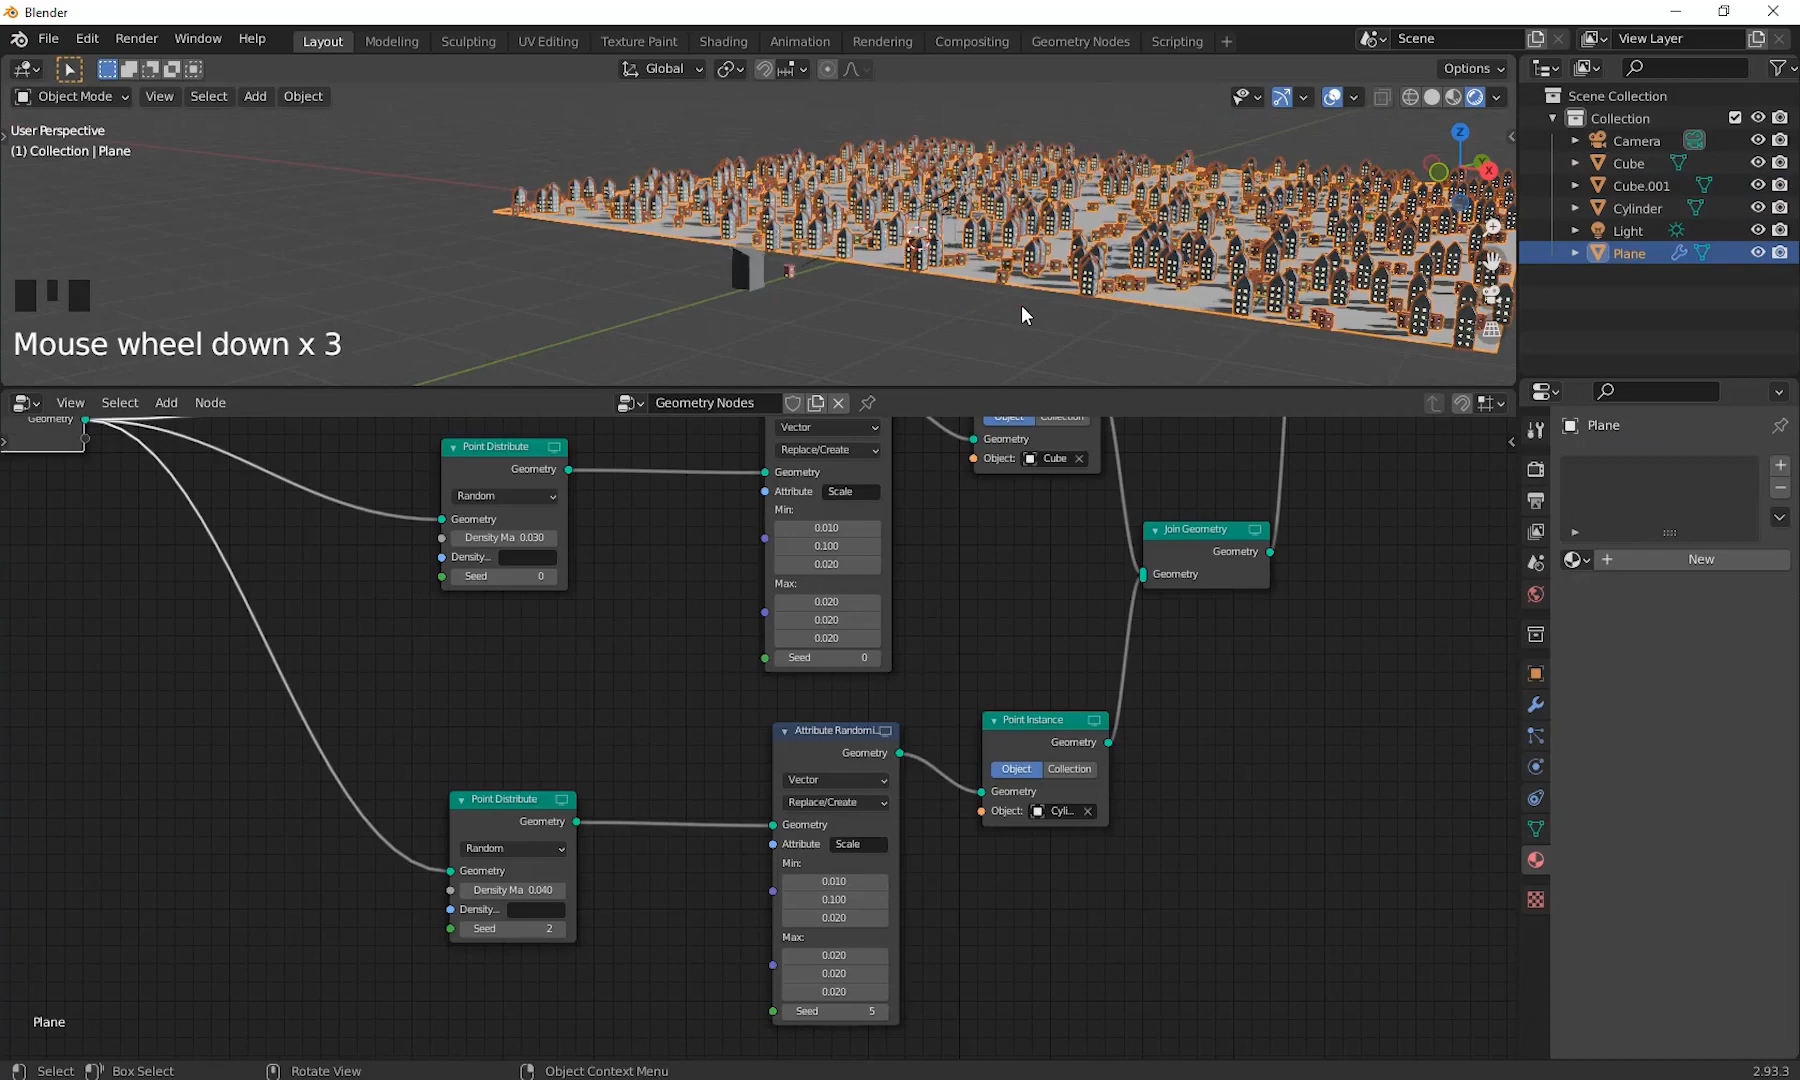 Blender
File Edit Render Window Help
Layout Modeling Sculpting UV Editing Texture Paint Shading Animation Rendering Compositing Geometry Nodes Scripting +
Scene
View Layer
Global
Options
Object Mode View Select Add Object
User Perspective
(1) Collection | Plane
Z
X
Mouse wheel down x 3
Scene Collection
Collection
Camera
Cube
Cube.001
Cylinder
Light
Plane
View Select Add Node
Geometry Nodes
Geometry
Point Distribute
Geometry
Random
Geometry
Density Ma 0.030
Density...
Seed 0
Vector
Replace/Create
Geometry
Attribute Scale
Min:
0.010
0.100
0.020
Max:
0.020
0.020
0.020
Seed 0
Object Collection
Geometry
Object: Cube
Join Geometry
Geometry
Geometry
Point Distribute
Geometry
Random
Geometry
Density Ma 0.040
Density...
Seed 2
Attribute Randomi...
Geometry
Vector
Replace/Create
Geometry
Attribute Scale
Min:
0.010
0.100
0.020
Max:
0.020
0.020
0.020
Seed 5
Point Instance
Geometry
Object Collection
Geometry
Object: Cyli...
Plane
Plane
New
Select Box Select Rotate View Object Context Menu 2.93.3